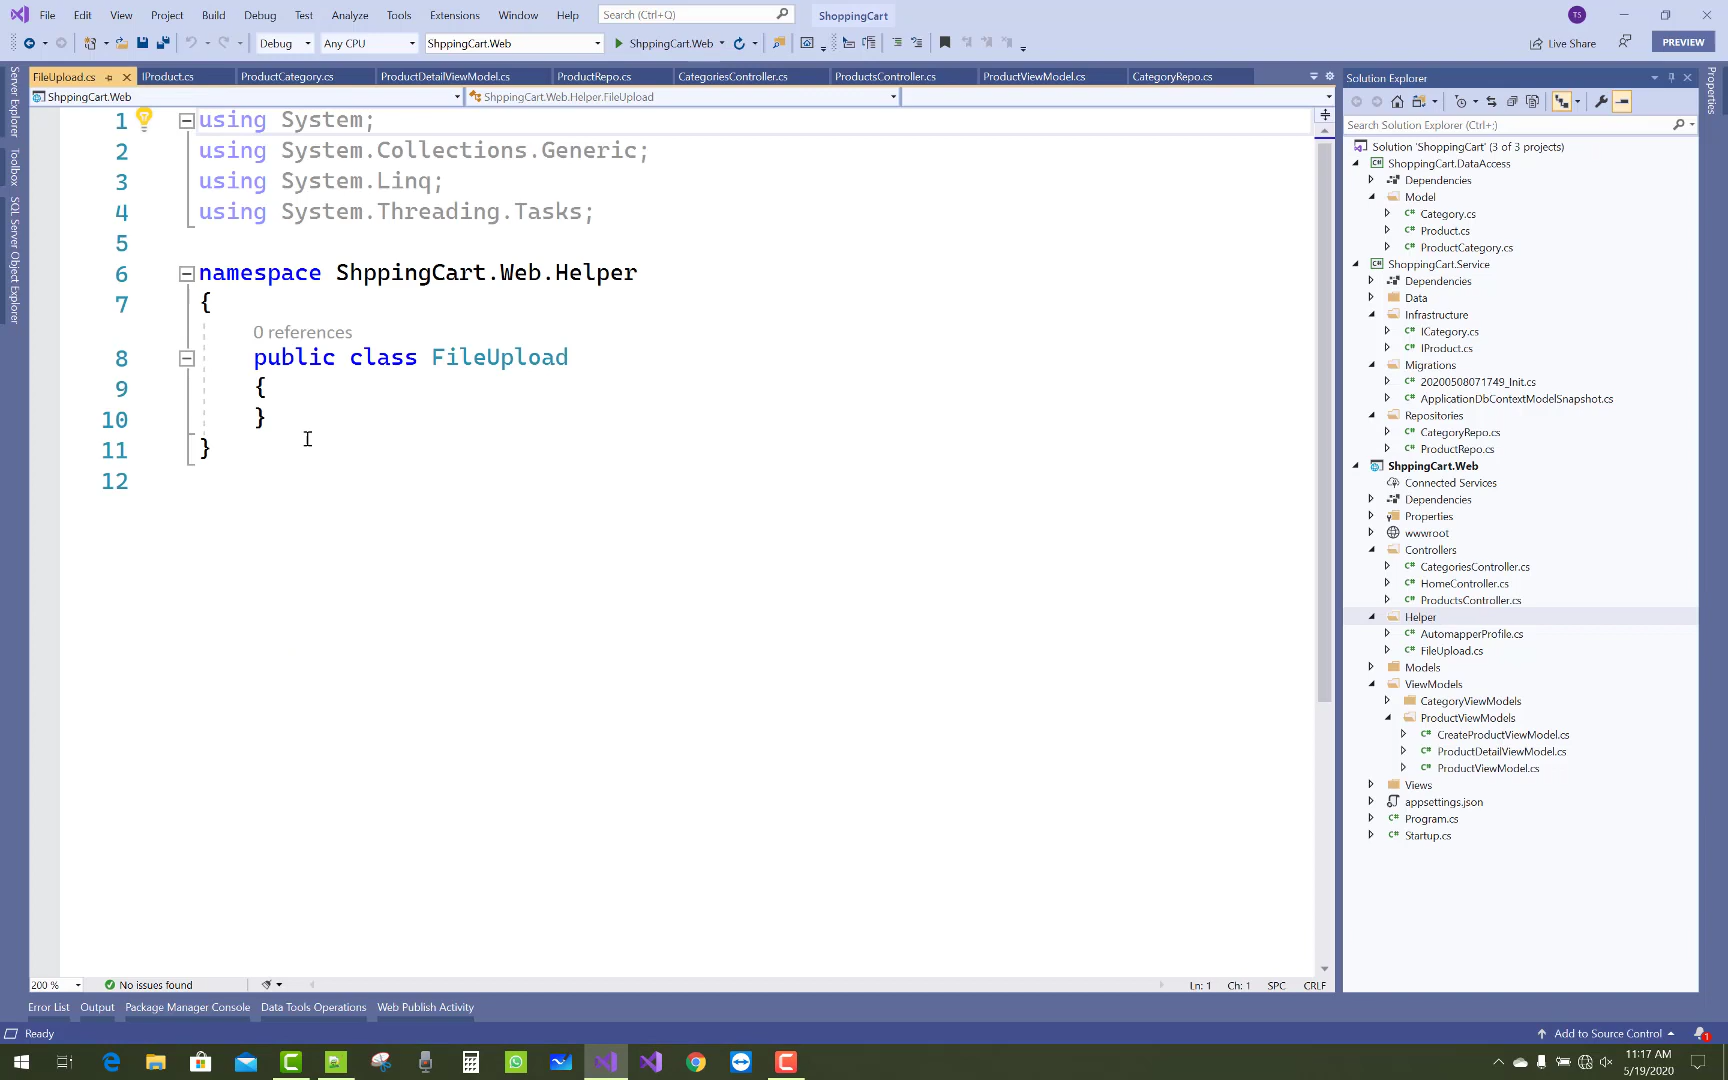 File Edit View Project Build Debug Test Analyze Tools Extensions Window Help Search (Ctrl+Q) ShoppingCart TS
Debug Any CPU ShppingCart.Web ShppingCart.Web Live Share PREVIEW
FileUpload.cs IProduct.cs ProductCategory.cs ProductDetailViewModel.cs ProductRepo.cs CategoriesController.cs ProductsController.cs ProductViewModel.cs CategoryRepo.cs
ShppingCart.Web ShppingCart.Web.Helper.FileUpload
Server Explorer
Toolbox
SQL Server Object Explorer
1 using System;
2 using System.Collections.Generic;
3 using System.Linq;
4 using System.Threading.Tasks;
5
6 namespace ShppingCart.Web.Helper
7 {
0 references
8 public class FileUpload
9 {
10 }
11 }
12
200 % No issues found Ln: 1 Ch: 1 SPC CRLF
Solution Explorer
Search Solution Explorer (Ctrl+;)
Solution 'ShoppingCart' (3 of 3 projects)
C# ShoppingCart.DataAccess
Dependencies
Model
C# Category.cs
C# Product.cs
C# ProductCategory.cs
C# ShoppingCart.Service
Dependencies
Data
Infrastructure
C# ICategory.cs
C# IProduct.cs
Migrations
C# 20200508071749_Init.cs
C# ApplicationDbContextModelSnapshot.cs
Repositories
C# CategoryRepo.cs
C# ProductRepo.cs
ShppingCart.Web
Connected Services
Dependencies
Properties
wwwroot
Controllers
C# CategoriesController.cs
C# HomeController.cs
C# ProductsController.cs
Helper
C# AutomapperProfile.cs
C# FileUpload.cs
Models
ViewModels
CategoryViewModels
ProductViewModels
C# CreateProductViewModel.cs
C# ProductDetailViewModel.cs
C# ProductViewModel.cs
Views
appsettings.json
C# Program.cs
C# Startup.cs
Properties
Error List Output Package Manager Console Data Tools Operations Web Publish Activity
Ready Add to Source Control 1
11:17 AM
5/19/2020